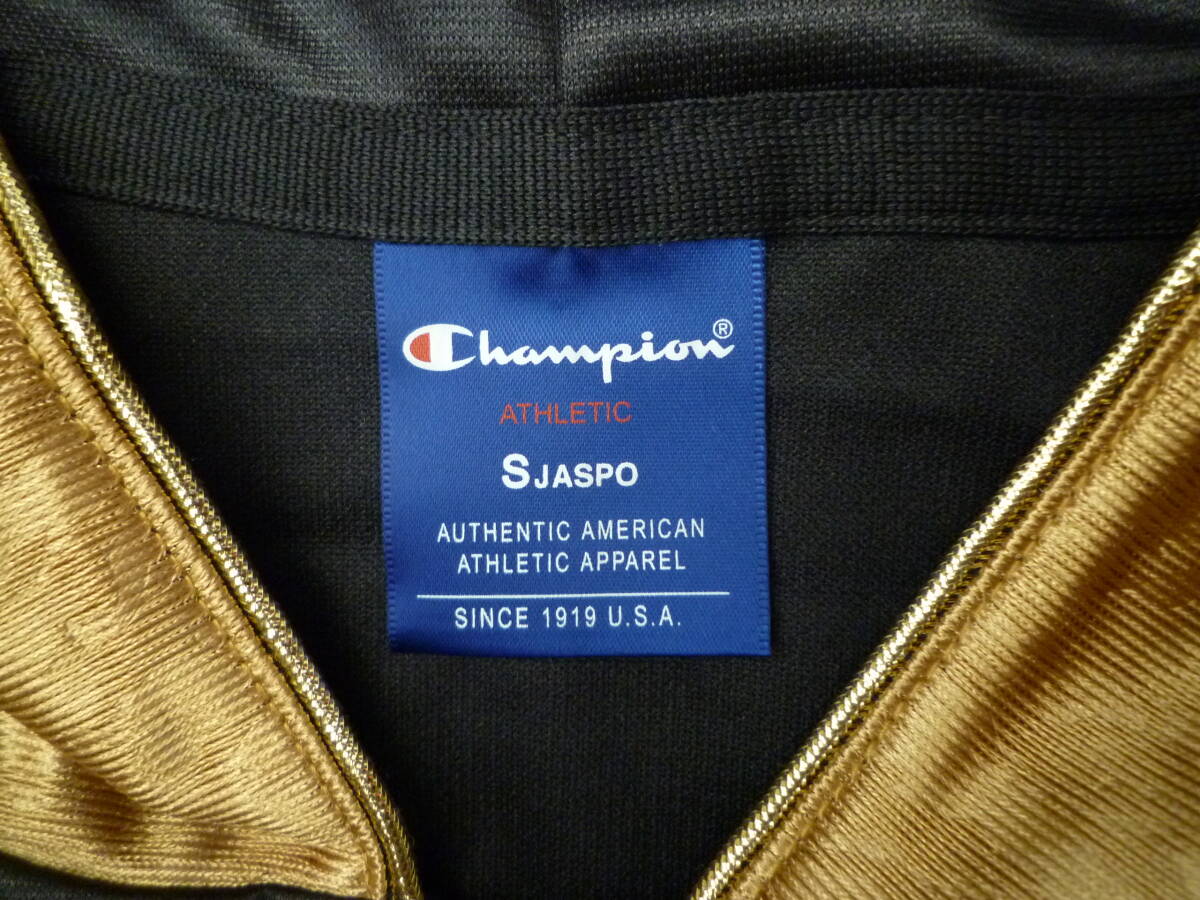 Champion®
ATHLETIC
S JASPO
AUTHENTIC AMERICAN
ATHLETIC APPAREL
SINCE 1919 U.S.A.